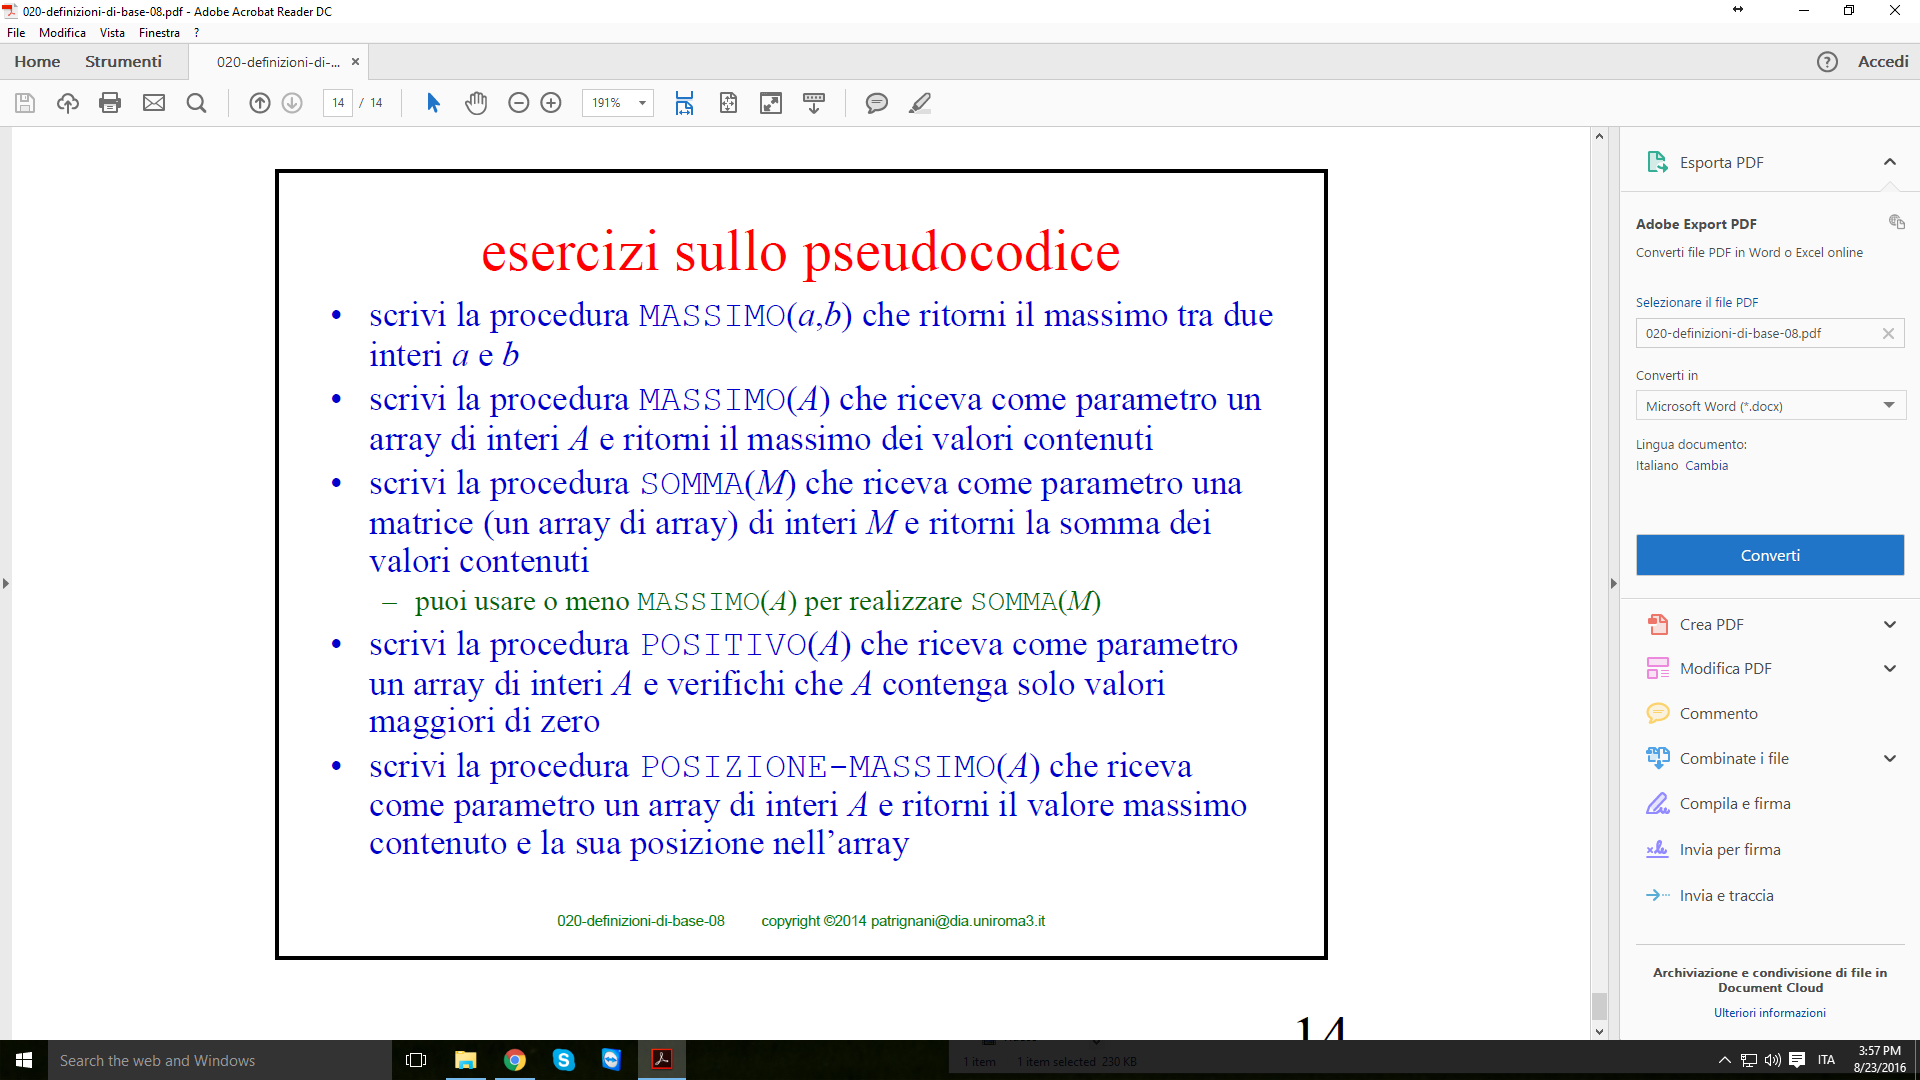 020-definizioni-di-base-08.pdf - Adobe Acrobat Reader DC
File Modifica Vista Finestra ?
Home Strumenti 020-definizioni-di-... × ? Accedi
14 / 14 191%
esercizi sullo pseudocodice
• scrivi la procedura MASSIMO(a,b) che ritorni il massimo tra due
interi a e b
• scrivi la procedura MASSIMO(A) che riceva come parametro un
array di interi A e ritorni il massimo dei valori contenuti
• scrivi la procedura SOMMA(M) che riceva come parametro una
matrice (un array di array) di interi M e ritorni la somma dei
valori contenuti
– puoi usare o meno MASSIMO(A) per realizzare SOMMA(M)
• scrivi la procedura POSITIVO(A) che riceva come parametro
un array di interi A e verifichi che A contenga solo valori
maggiori di zero
• scrivi la procedura POSIZIONE-MASSIMO(A) che riceva
come parametro un array di interi A e ritorni il valore massimo
contenuto e la sua posizione nell'array
020-definizioni-di-base-08 copyright ©2014 patrignani@dia.uniroma3.it
14
Esporta PDF
Adobe Export PDF
Converti file PDF in Word o Excel online
Selezionare il file PDF
020-definizioni-di-base-08.pdf
Converti in
Microsoft Word (*.docx)
Lingua documento:
Italiano Cambia
Converti
Crea PDF
Modifica PDF
Commento
Combinate i file
Compila e firma
Invia per firma
Invia e traccia
Archiviazione e condivisione di file in
Document Cloud
Ulteriori informazioni
Search the web and Windows
1 item 1 item selected 230 KB
ITA
3:57 PM
8/23/2016